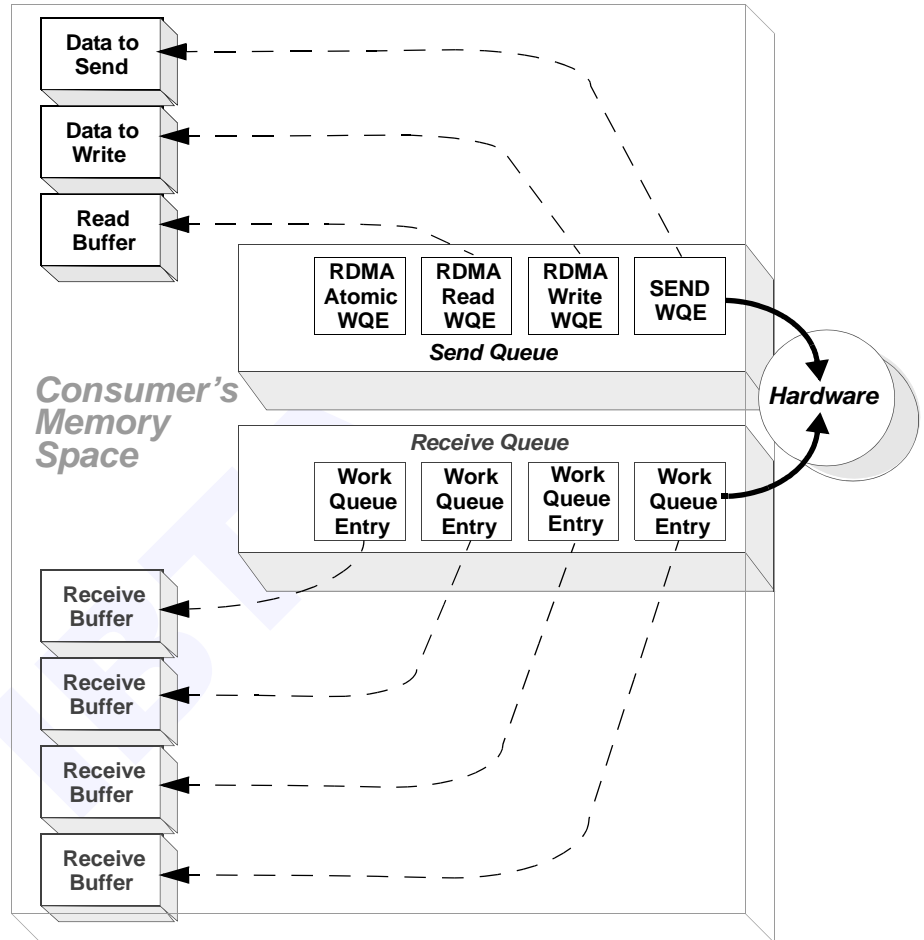 Data to
Send
Data to
Write
Read
Buffer
RDMA
Atomic
WQE
RDMA
Read
WQE
RDMA
Write
WQE
SEND
WQE
Send Queue
Hardware
Consumer’s
Memory
Space
Receive Queue
Work
Queue
Entry
Work
Queue
Entry
Work
Queue
Entry
Work
Queue
Entry
Receive
Buffer
Receive
Buffer
Receive
Buffer
Receive
Buffer